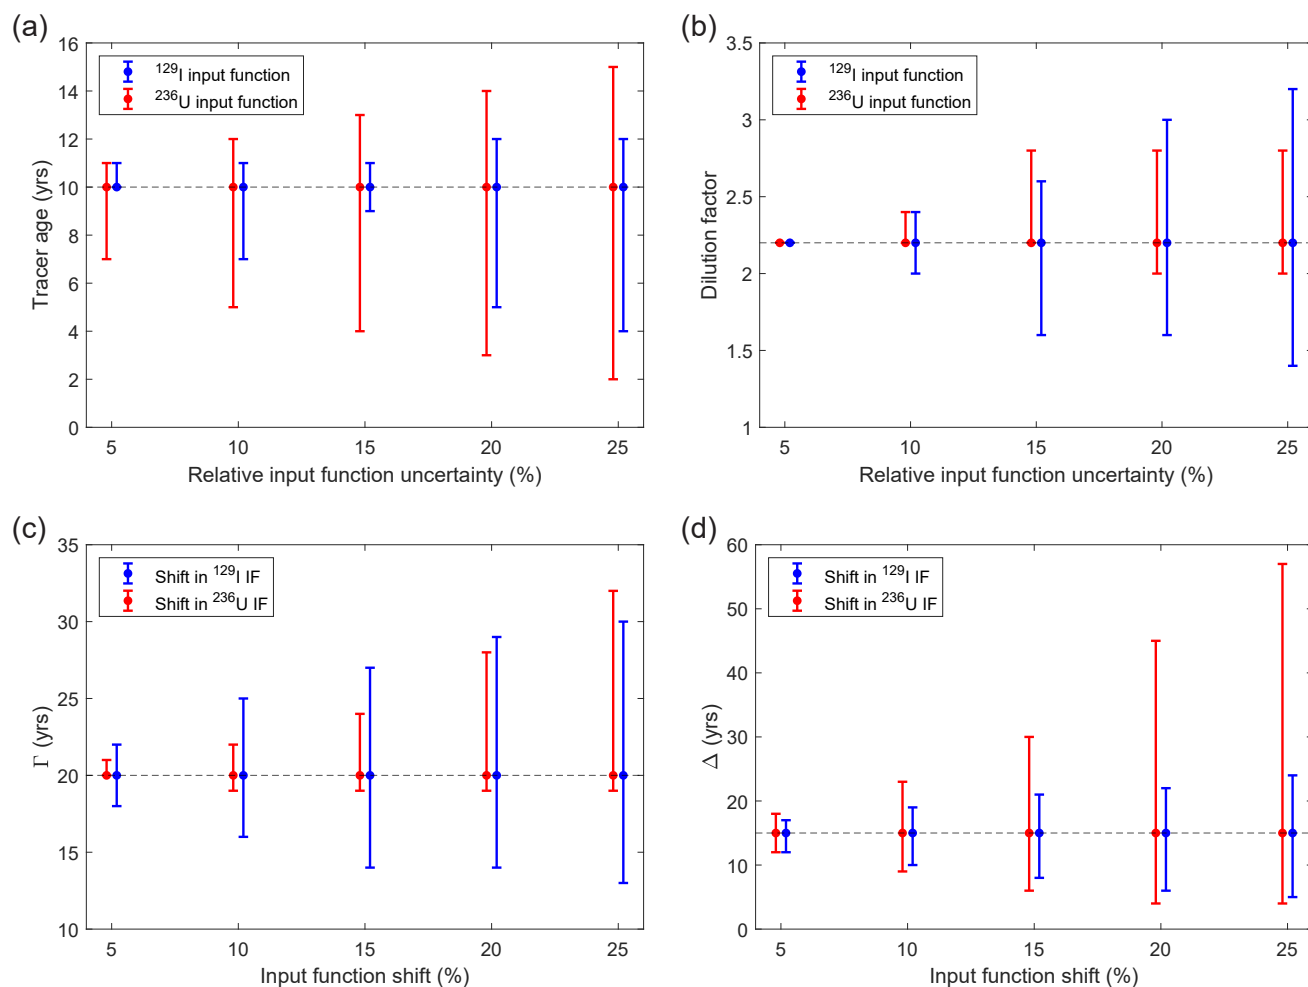 (a)
16
14
12
10
8
6
4
2
0
Tracer age (yrs)
¹²⁹I input function
²³⁶U input function
5 10 15 20 25
Relative input function uncertainty (%)
(b)
3.5
3
2.5
2
1.5
1
Dilution factor
¹²⁹I input function
²³⁶U input function
5 10 15 20 25
Relative input function uncertainty (%)
(c)
35
30
25
20
15
10
Γ (yrs)
Shift in ¹²⁹I IF
Shift in ²³⁶U IF
5 10 15 20 25
Input function shift (%)
(d)
60
50
40
30
20
10
0
Δ (yrs)
Shift in ¹²⁹I IF
Shift in ²³⁶U IF
5 10 15 20 25
Input function shift (%)